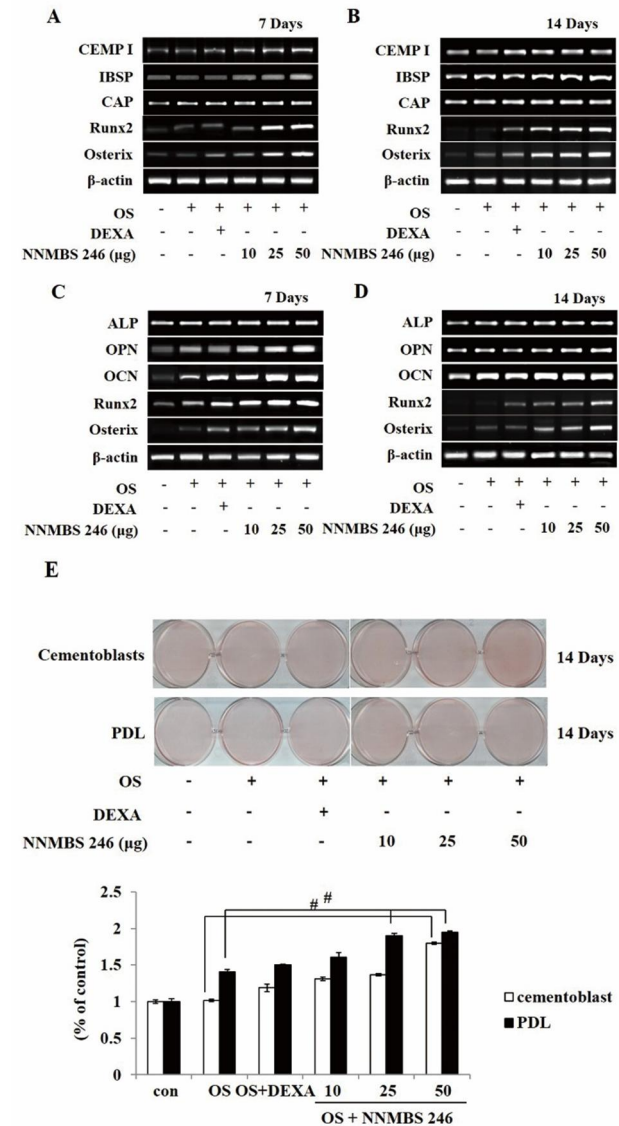 A 7 Days
CEMP I
IBSP
CAP
Runx2
Osterix
β-actin
OS - + + + + +
DEXA - - + - - -
NNMBS 246 (µg) - - - 10 25 50
B 14 Days
CEMP I
IBSP
CAP
Runx2
Osterix
β-actin
OS - + + + + +
DEXA - - + - - -
NNMBS 246 (µg) - - - 10 25 50
C 7 Days
ALP
OPN
OCN
Runx2
Osterix
β-actin
OS - + + + + +
DEXA - - + - - -
NNMBS 246 (µg) - - - 10 25 50
D 14 Days
ALP
OPN
OCN
Runx2
Osterix
β-actin
OS - + + + + +
DEXA - - + - - -
NNMBS 246 (µg) - - - 10 25 50
E
Cementoblasts 14 Days
PDL 14 Days
OS - + + + + +
DEXA - - + - - -
NNMBS 246 (µg) - - - 10 25 50
(% of control)
2.5
2
1.5
1
0.5
0
# #
cementoblast
PDL
con OS OS+DEXA 10 25 50
OS + NNMBS 246